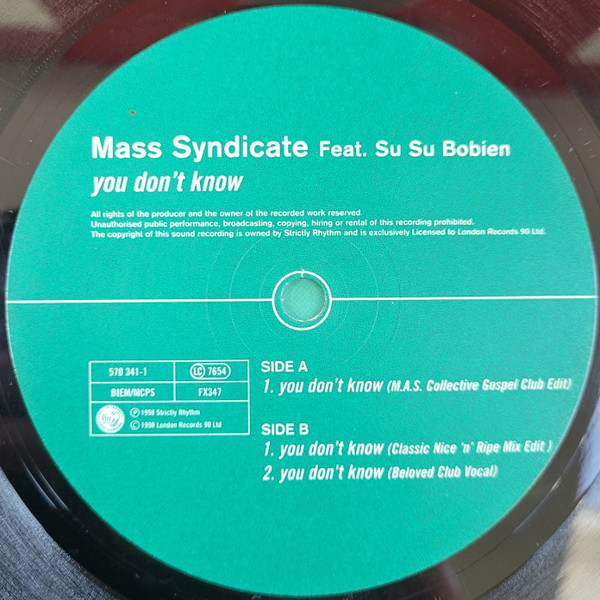 Mass Syndicate Feat. Su Su Bobien
you don't know
All rights of the producer and the owner of the recorded work reserved
Unauthorised public performance, broadcasting, copying, hiring or rental of this recording prohibited.
The copyright of this sound recording is owned by Strictly Rhythm and is exclusively Licensed to London Records 90 Ltd.
570 341-1
LC 7654
BIEM/MCPS
FX347
ffrr
Ⓟ 1998 Strictly Rhythm
© 1998 London Records 90 Ltd
SIDE A
1. you don't know (M.A.S. Collective Gospel Club Edit)
SIDE B
1. you don't know (Classic Nice 'n' Ripe Mix Edit )
2. you don't know (Beloved Club Vocal)